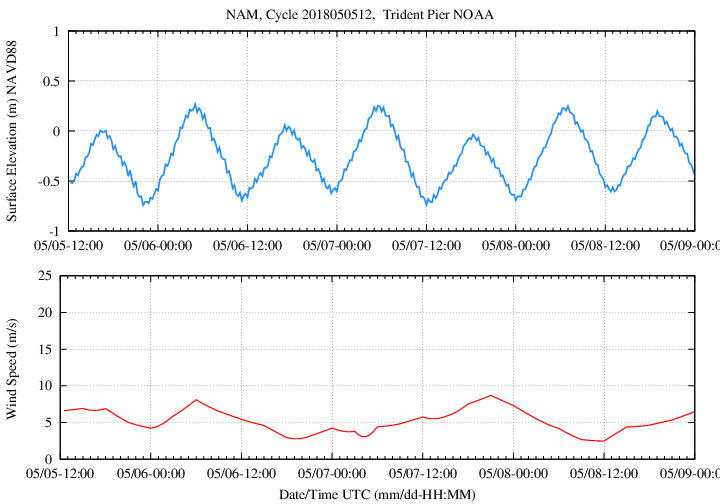 NAM, Cycle 2018050512,  Trident Pier NOAA
Surface Elevation (m) NAVD88
1
0.5
0
-0.5
-1
05/05-12:00 05/06-00:00 05/06-12:00 05/07-00:00 05/07-12:00 05/08-00:00 05/08-12:00 05/09-00:0
Wind Speed (m/s)
25
20
15
10
5
0
05/05-12:00 05/06-00:00 05/06-12:00 05/07-00:00 05/07-12:00 05/08-00:00 05/08-12:00 05/09-00:0
Date/Time UTC (mm/dd-HH:MM)